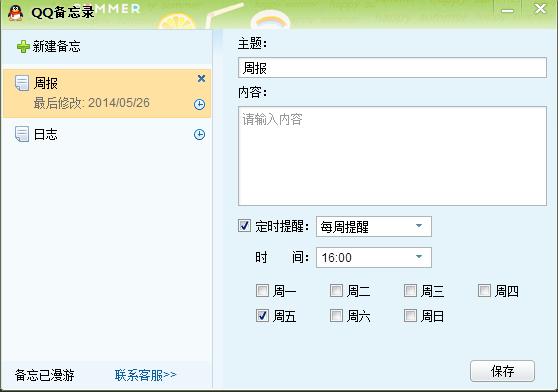 QQ备忘录
SUMMER
新建备忘
周报
最后修改: 2014/05/26
日志
备忘已漫游 联系客服>>
主题:
周报
内容:
请输入内容
定时提醒: 每周提醒
时 间: 16:00
周一 周二 周三 周四
周五 周六 周日
保存